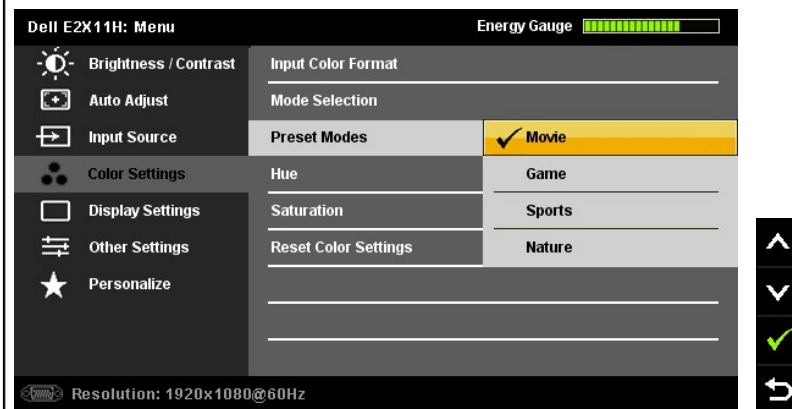 Dell E2X11H: Menu Energy Gauge
Brightness / Contrast Input Color Format
Auto Adjust Mode Selection
Input Source Preset Modes Movie
Color Settings Hue Game
Display Settings Saturation Sports
Other Settings Reset Color Settings Nature
Personalize
Resolution: 1920x1080@60Hz